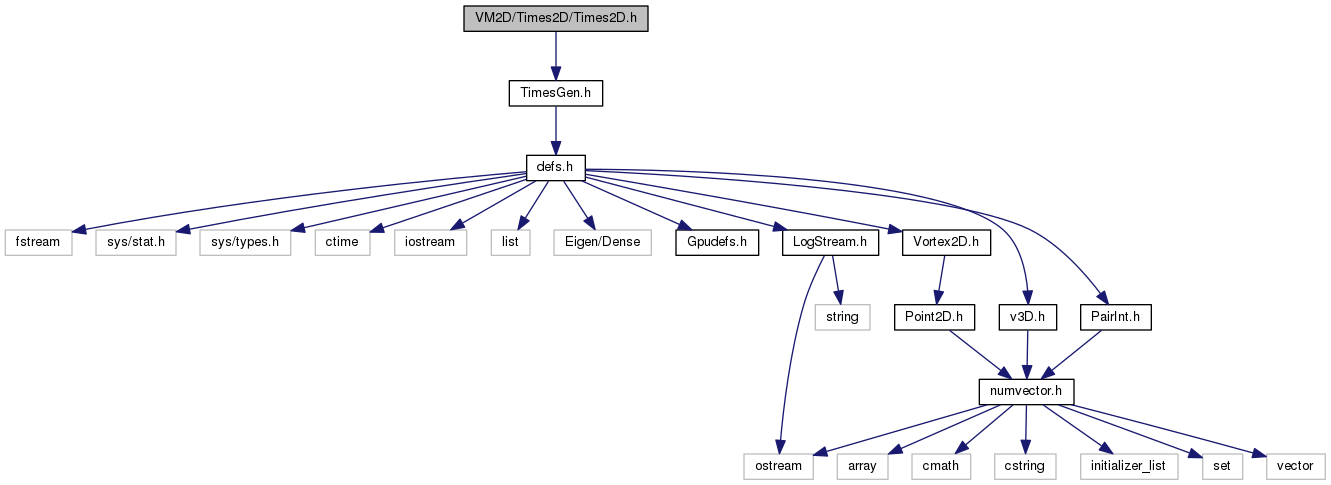 VM2D/Times2D/Times2D.h
TimesGen.h
defs.h
fstream
sys/stat.h
sys/types.h
ctime
iostream
list
Eigen/Dense
Gpudefs.h
LogStream.h
Vortex2D.h
string
Point2D.h
v3D.h
PairInt.h
numvector.h
ostream
array
cmath
cstring
initializer_list
set
vector